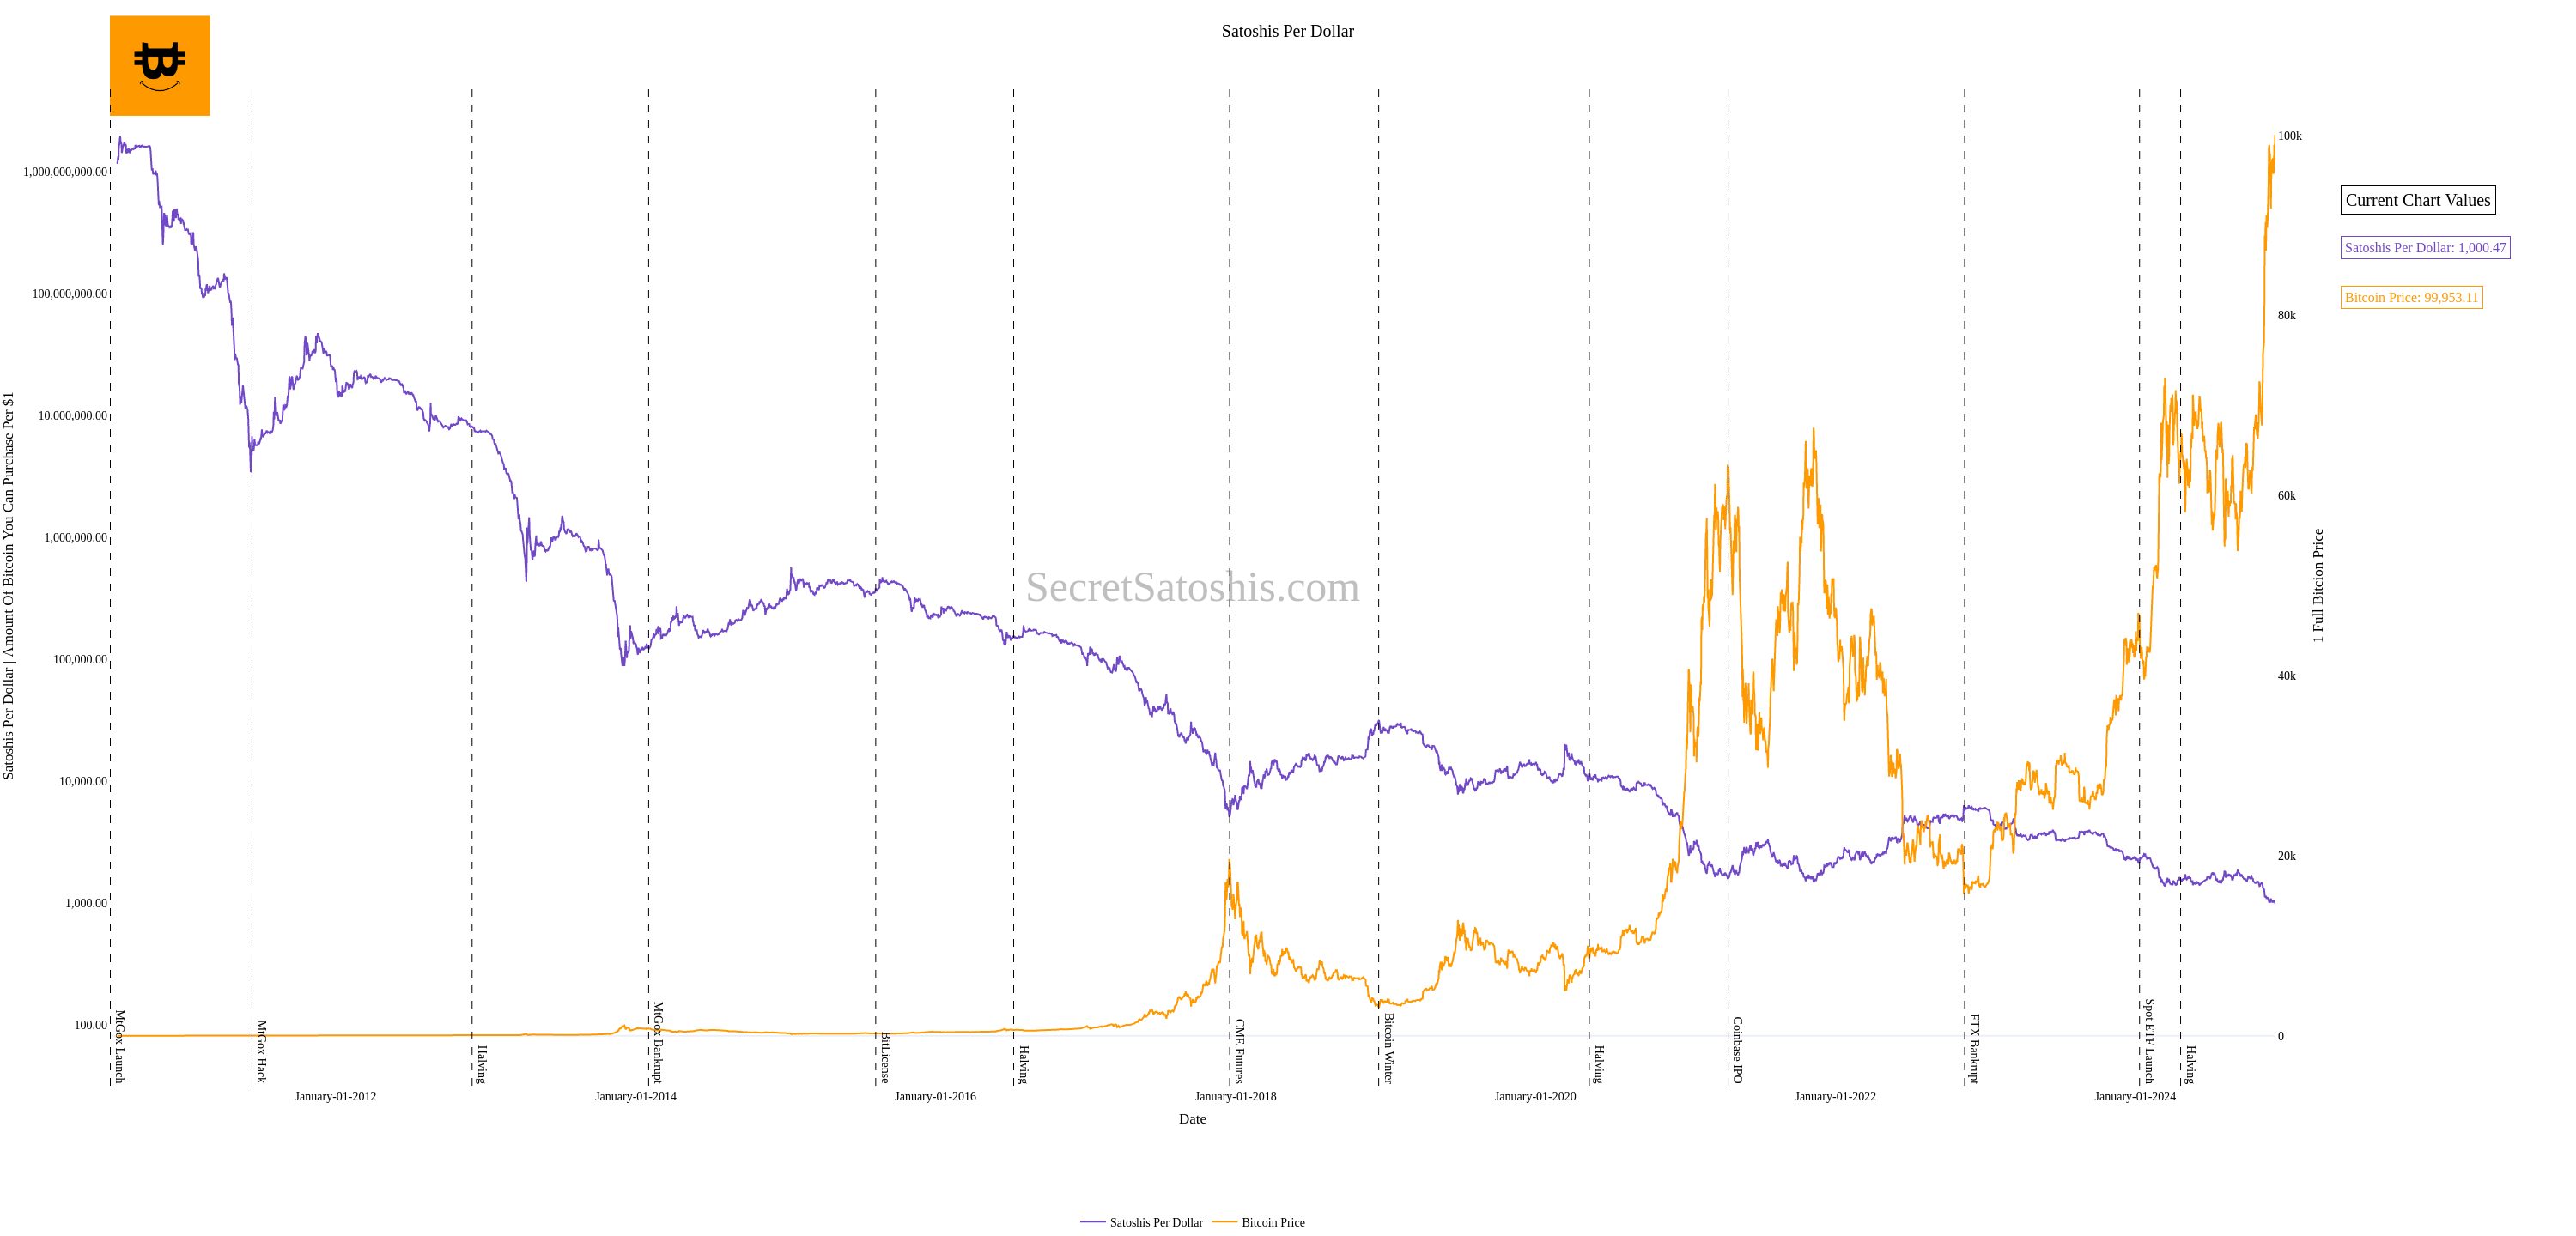 Satoshis Per Dollar
1,000,000,000.00
100,000,000.00
10,000,000.00
1,000,000.00
100,000.00
10,000.00
1,000.00
100.00
Satoshis Per Dollar | Amount Of Bitcoin You Can Purchase Per $1
SecretSatoshis.com
100k
80k
60k
40k
20k
0
1 Full Bitcion Price
Current Chart Values
Satoshis Per Dollar: 1,000.47
Bitcoin Price: 99,953.11
MtGox Launch
MtGox Hack
Halving
MtGox Bankrupt
BitLicense
Halving
CME Futures
Bitcoin Winter
Halving
Coinbase IPO
FTX Bankrupt
Spot ETF Launch
Halving
January-01-2012
January-01-2014
January-01-2016
January-01-2018
January-01-2020
January-01-2022
January-01-2024
Date
Satoshis Per Dollar
Bitcoin Price